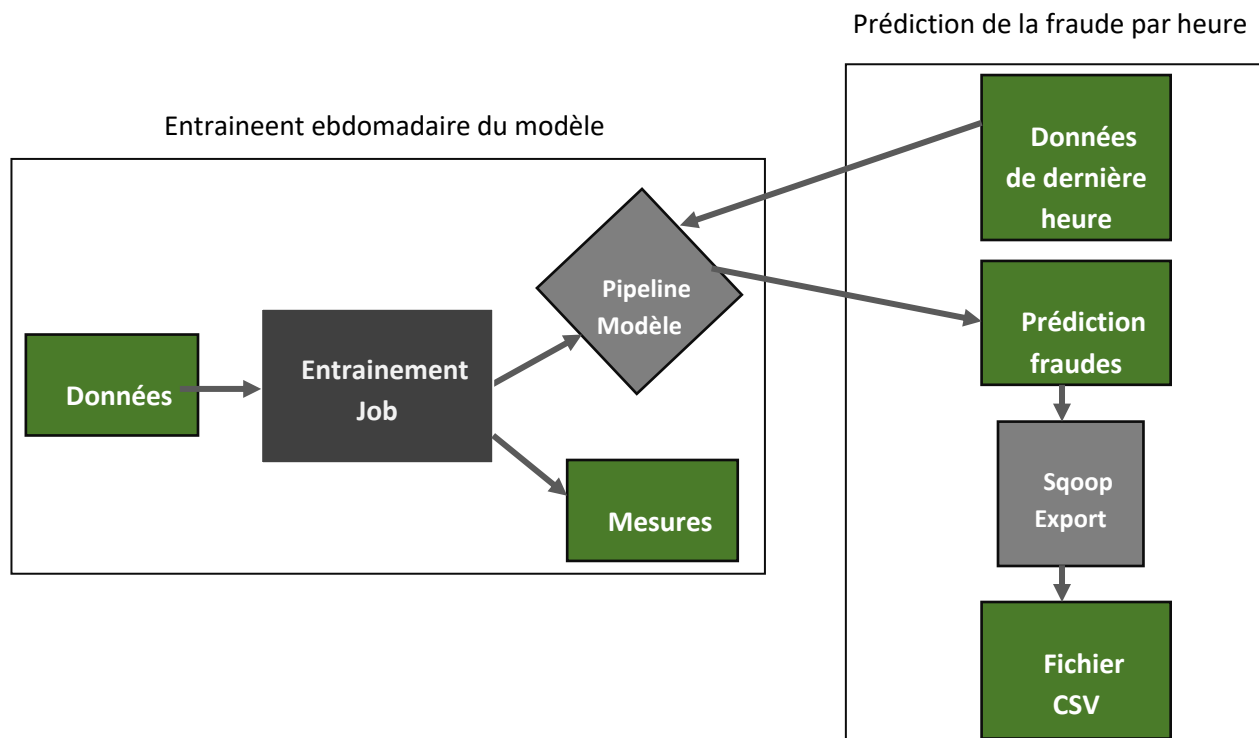 Prédiction de la fraude par heure
Entraineent ebdomadaire du modèle
Données
de dernière
heure
Pipeline
Modèle
Prédiction
fraudes
Données
Entrainement
Job
Mesures
Sqoop
Export
Fichier
CSV